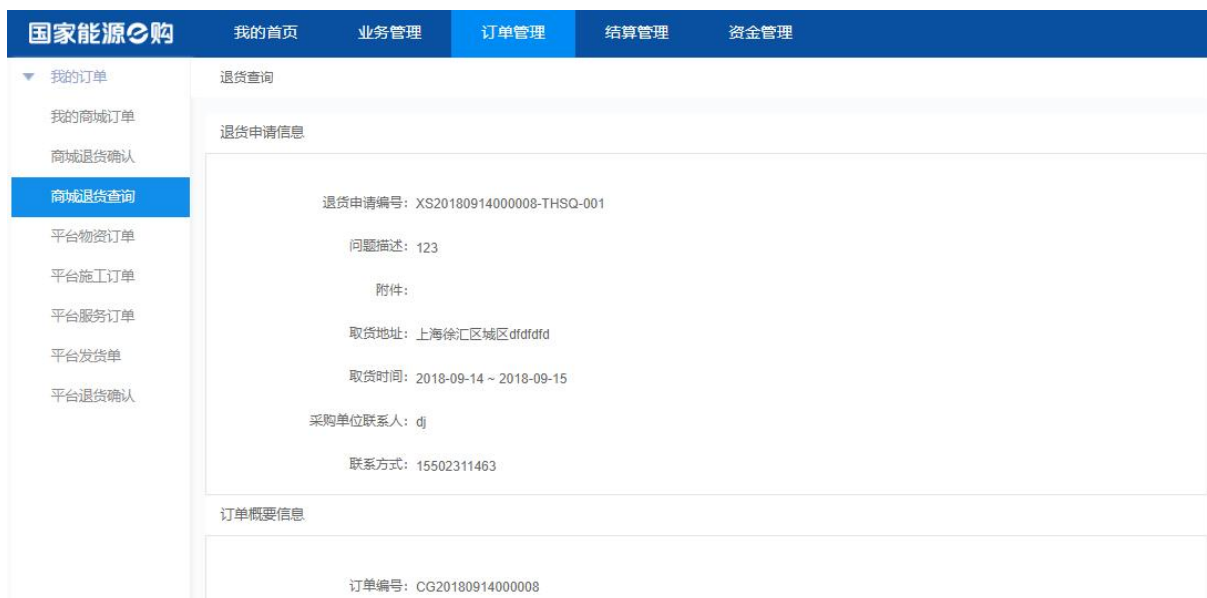 国家能源e购 我的首页 业务管理 订单管理 结算管理 资金管理
我的订单
退货查询
我的商城订单
退货申请信息
商城退货确认
商城退货查询
退货申请编号：XS20180914000008-THSQ-001
平台物资订单
问题描述：123
平台施工订单
附件：
平台服务订单
取货地址：上海徐汇区城区dfdfdfd
平台发货单
取货时间：2018-09-14 ~ 2018-09-15
平台退货确认
采购单位联系人：dj
联系方式：15502311463
订单概要信息
订单编号：CG20180914000008